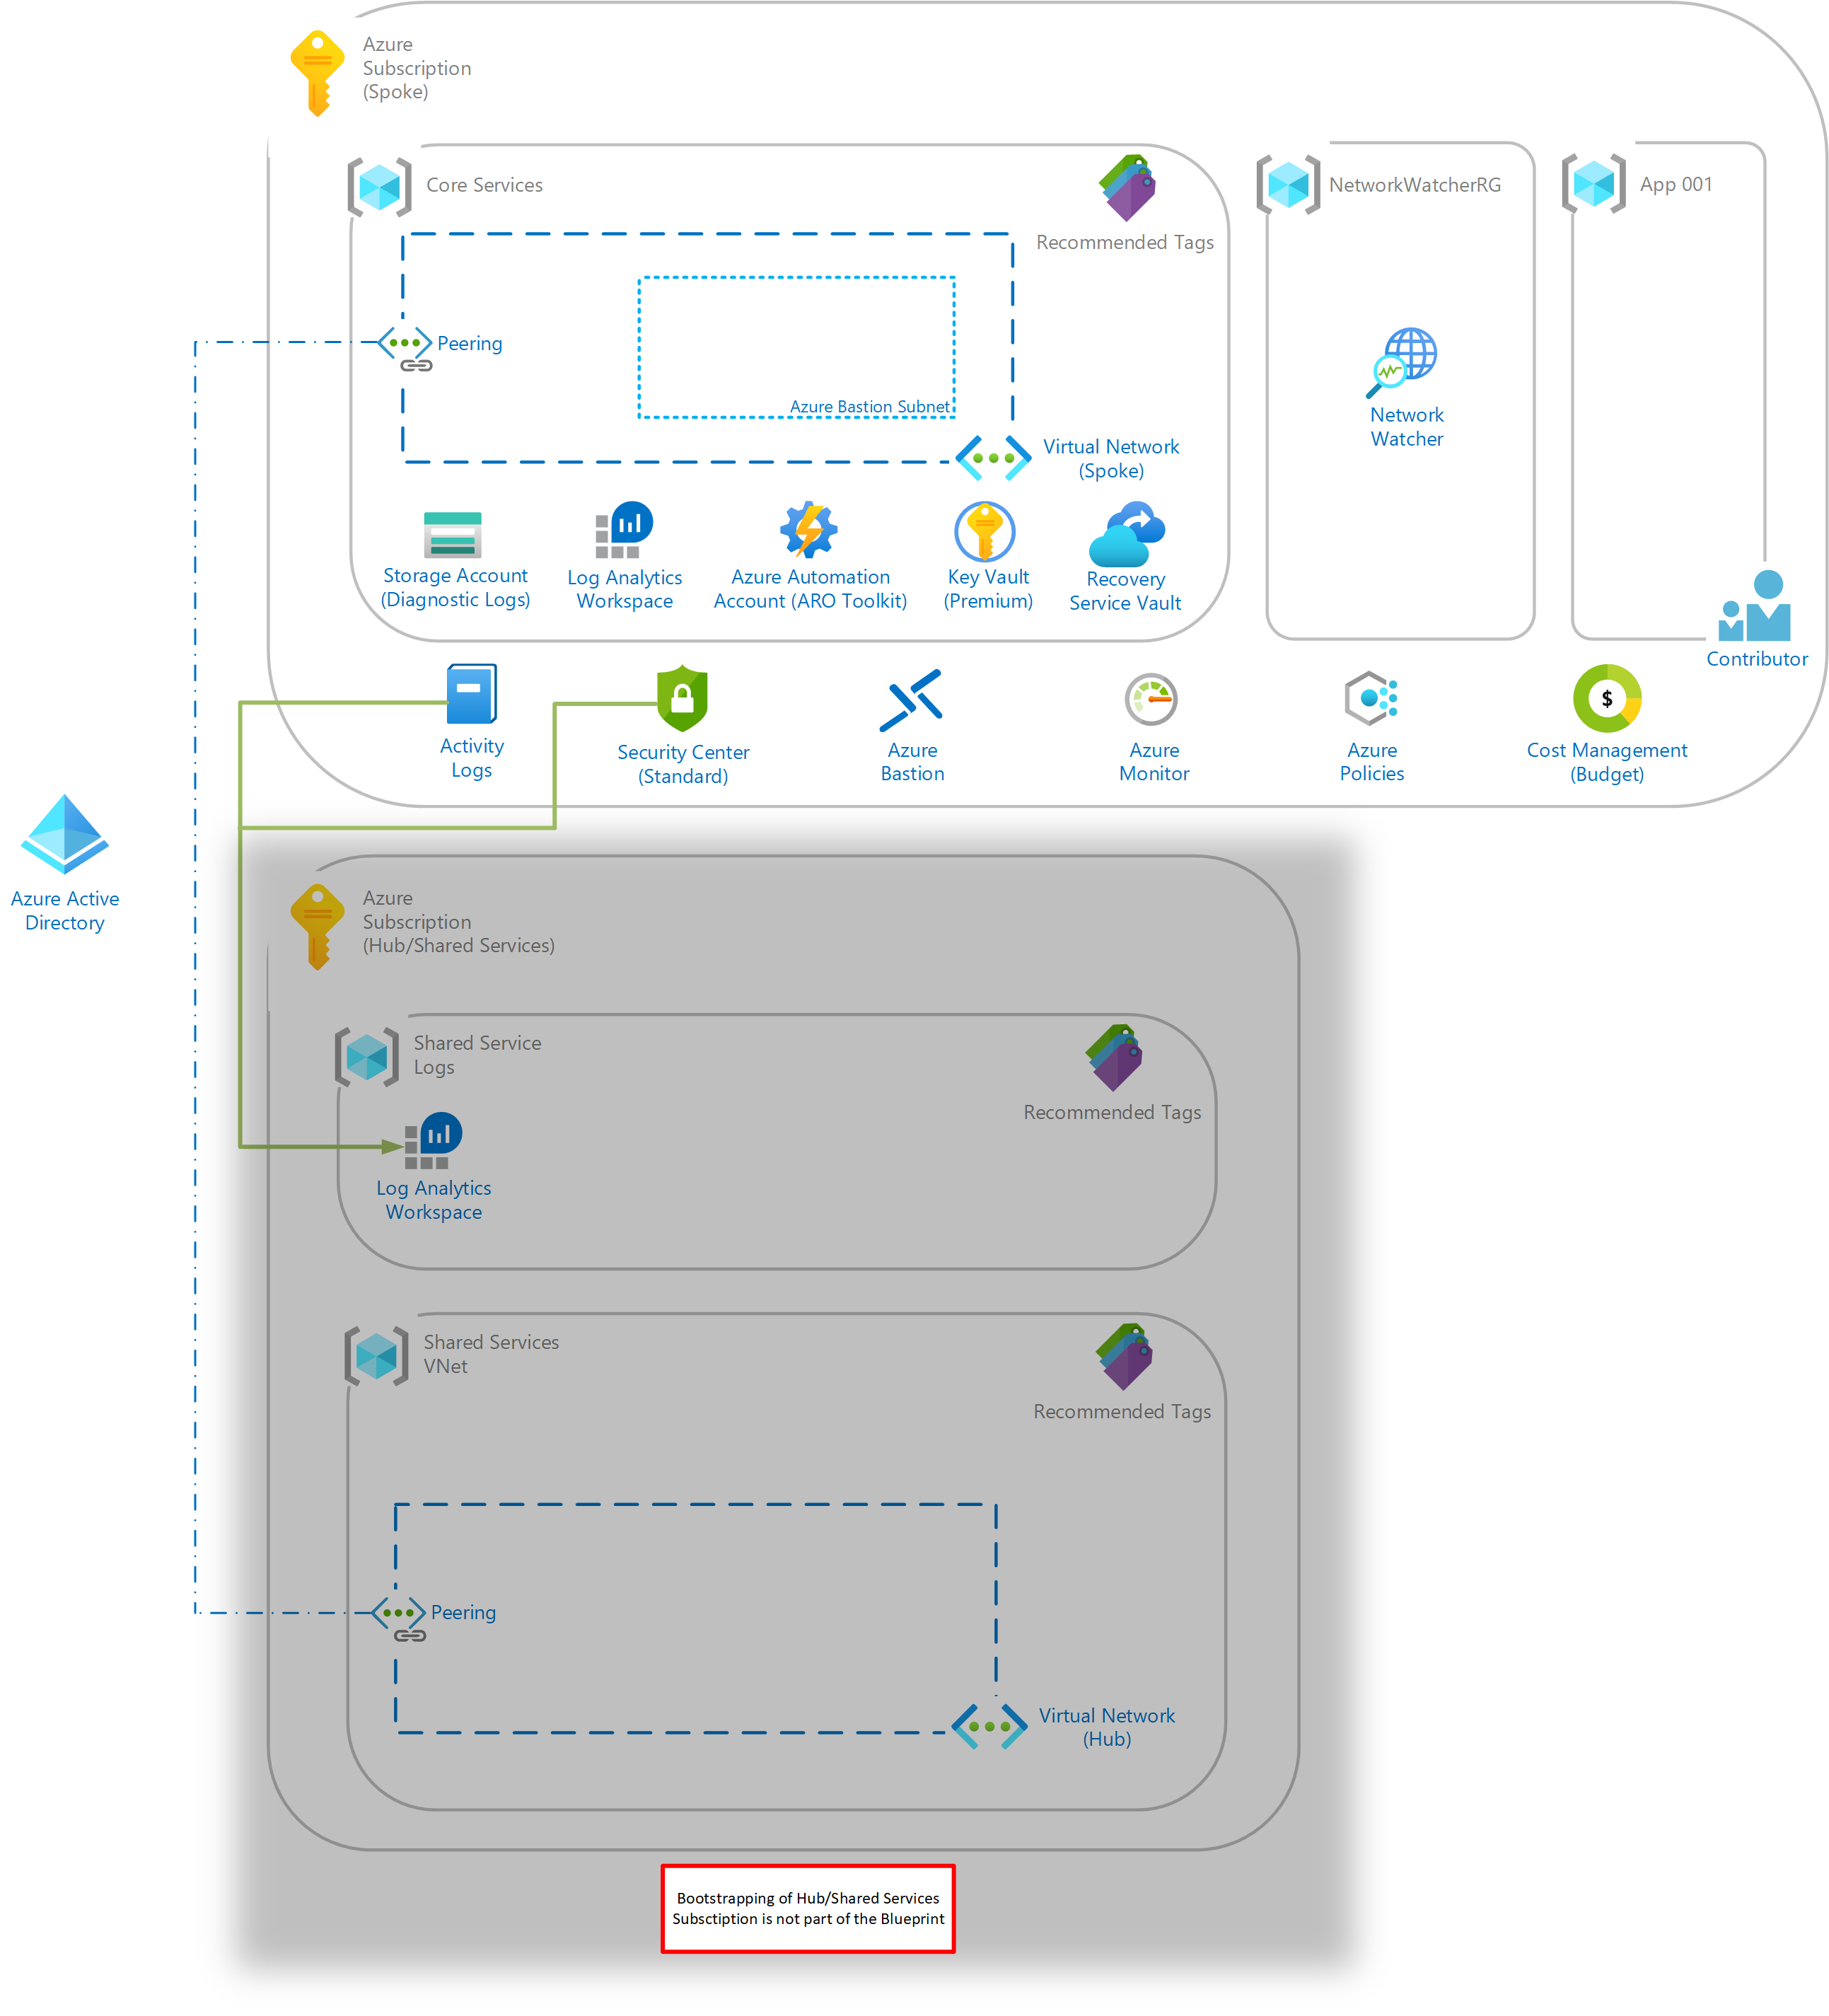 Azure
Subscription
(Spoke)
Core Services
Recommended Tags
NetworkWatcherRG
App 001
Peering
Azure Bastion Subnet
Virtual Network
(Spoke)
Network
Watcher
Storage Account
(Diagnostic Logs)
Log Analytics
Workspace
Azure Automation
Account (ARO Toolkit)
Key Vault
(Premium)
Recovery
Service Vault
Contributor
Activity
Logs
Security Center
(Standard)
Azure
Bastion
Azure
Monitor
Azure
Policies
Cost Management
(Budget)
$
Azure Active
Directory
Azure
Subscription
(Hub/Shared Services)
Shared Service
Logs
Recommended Tags
Log Analytics
Workspace
Shared Services
VNet
Recommended Tags
Peering
Virtual Network
(Hub)
Bootstrapping of Hub/Shared Services
Subsctiption is not part of the Blueprint